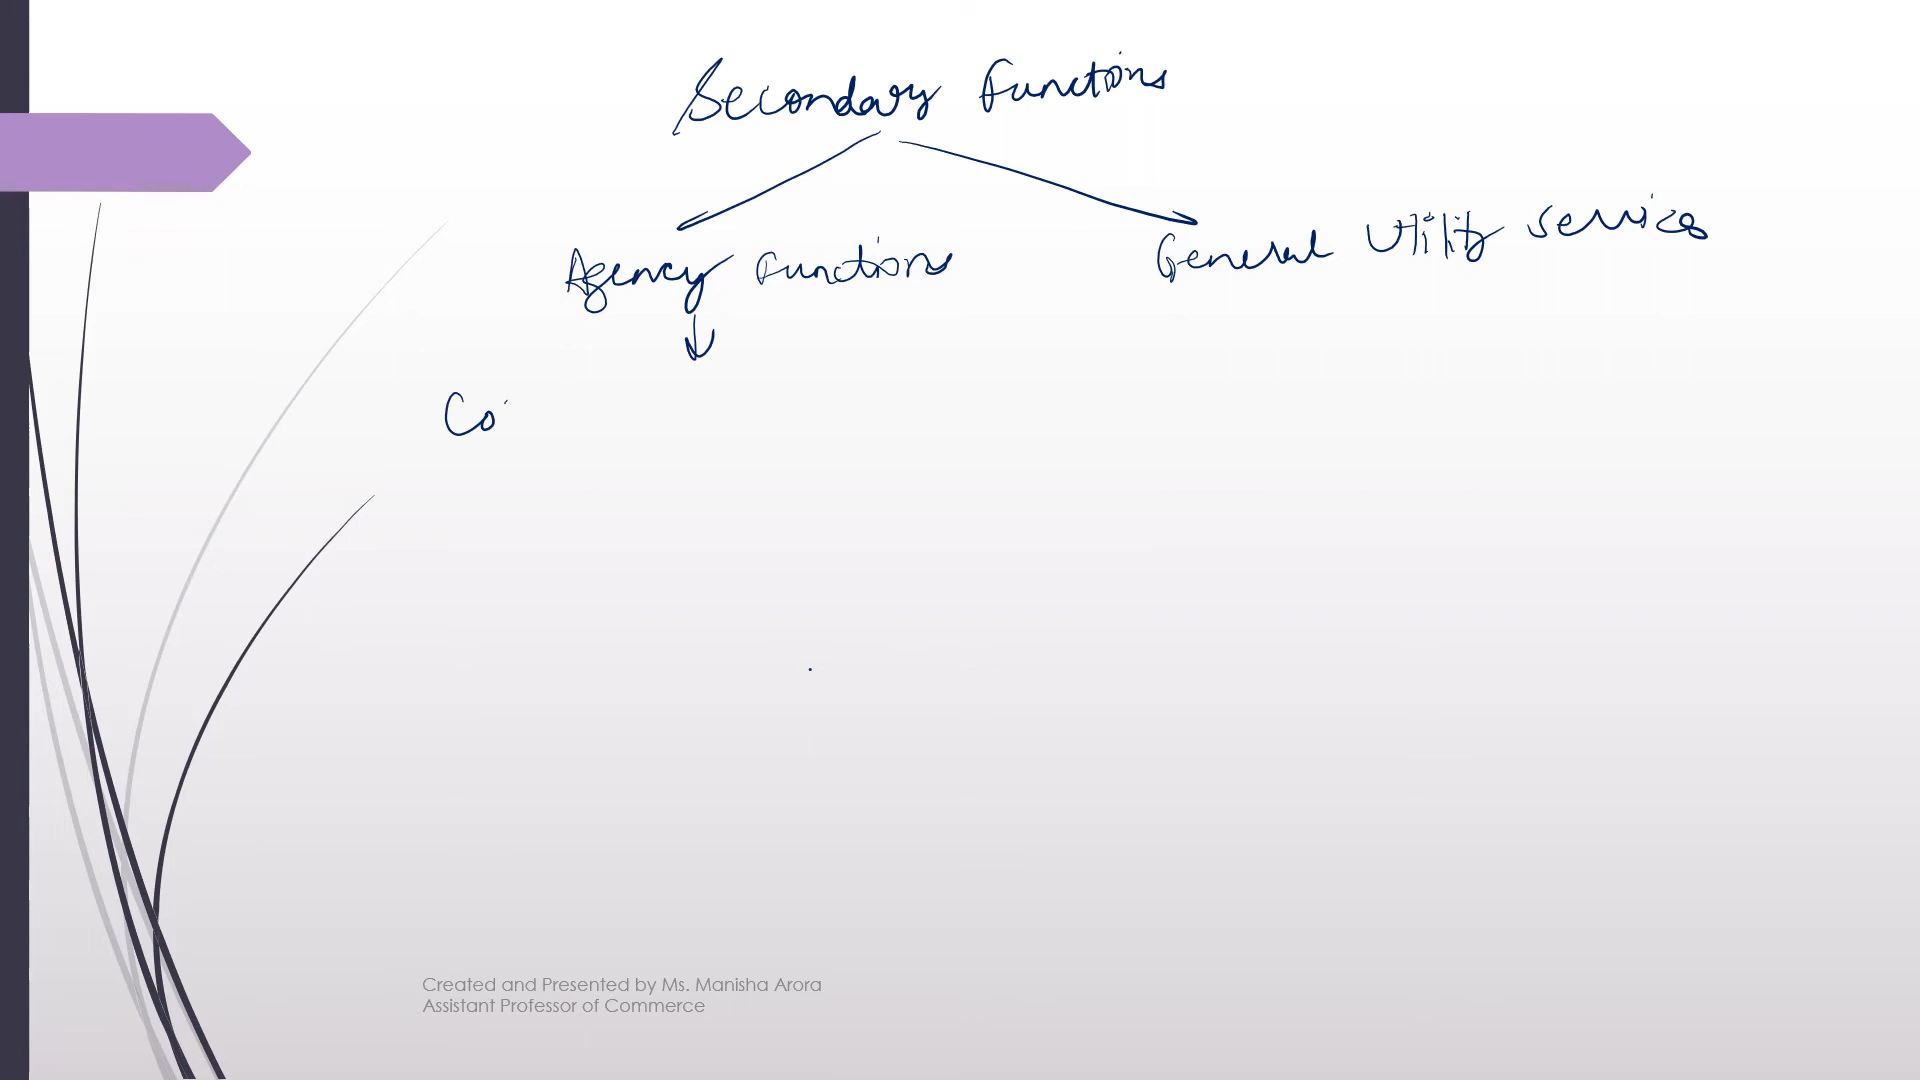 Secondary Functions
Agency Functions
General Utility Services
Co
Created and Presented by Ms. Manisha Arora
Assistant Professor of Commerce